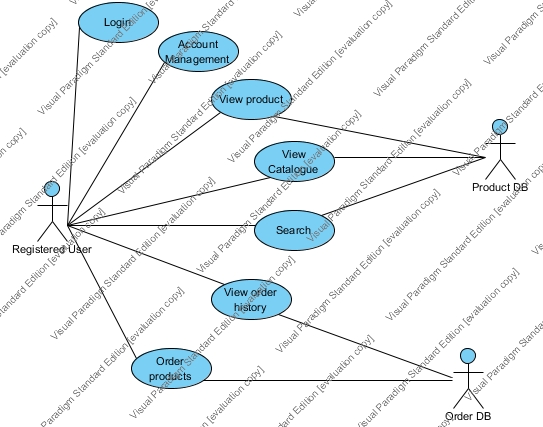 Login
Account
Management
View product
View
Catalogue
Product DB
Registered User
Search
View order
history
Order
products
Order DB
Visual Paradigm Standard Edition [evaluation copy]